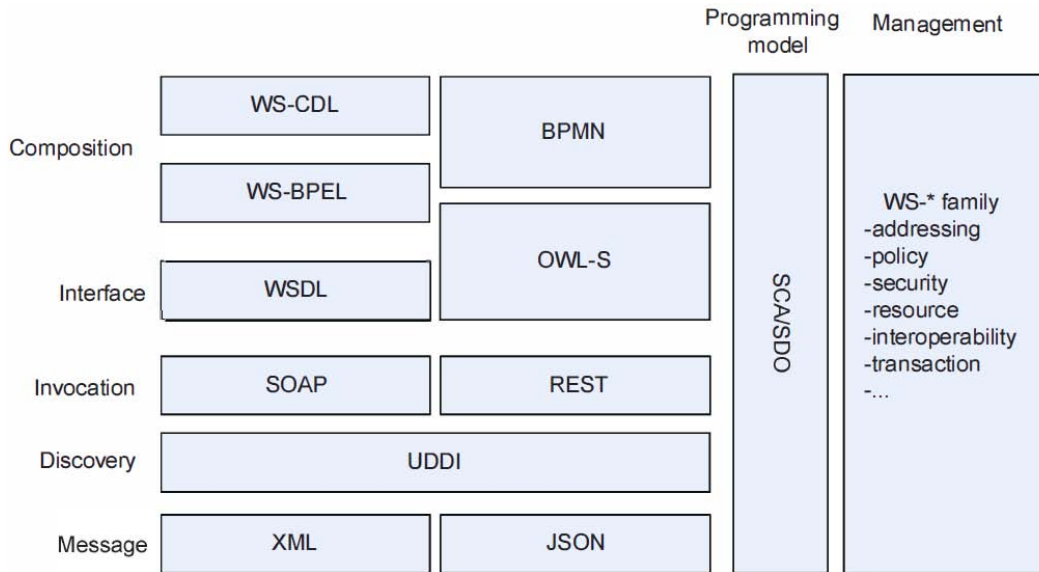 Programming
model
Management
Composition
WS-CDL
BPMN
WS-BPEL
OWL-S
Interface
WSDL
Invocation
SOAP
REST
Discovery
UDDI
Message
XML
JSON
SCA/SDO
WS-* family
-addressing
-policy
-security
-resource
-interoperability
-transaction
-...